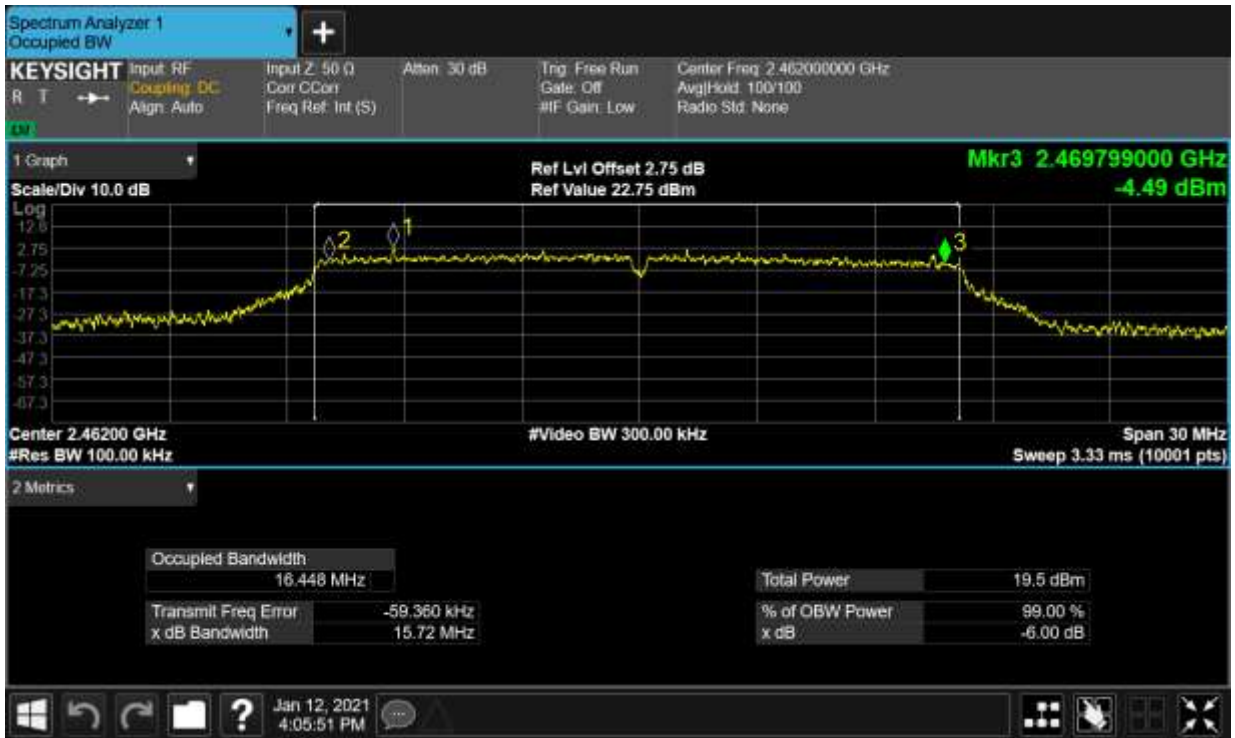 Spectrum Analyzer 1
Occupied BW
+
KEYSIGHT
R T
Input: RF
Coupling: DC
Align: Auto
Input Z: 50 Ω
Corr CCorr
Freq Ref: Int (S)
Atten: 30 dB
Trig: Free Run
Gate: Off
#IF Gain: Low
Center Freq: 2.462000000 GHz
Avg|Hold: 100/100
Radio Std: None
1 Graph
Scale/Div 10.0 dB
Ref Lvl Offset 2.75 dB
Ref Value 22.75 dBm
Mkr3 2.469799000 GHz
-4.49 dBm
Log
12.8
2.75
-7.25
-17.3
-27.3
-37.3
-47.3
-57.3
-67.3
2
1
3
Center 2.46200 GHz
#Res BW 100.00 kHz
#Video BW 300.00 kHz
Span 30 MHz
Sweep 3.33 ms (10001 pts)
2 Metrics
Occupied Bandwidth
16.448 MHz
Transmit Freq Error -59.360 kHz
x dB Bandwidth 15.72 MHz
Total Power 19.5 dBm
% of OBW Power 99.00 %
x dB -6.00 dB
?
Jan 12, 2021
4:05:51 PM